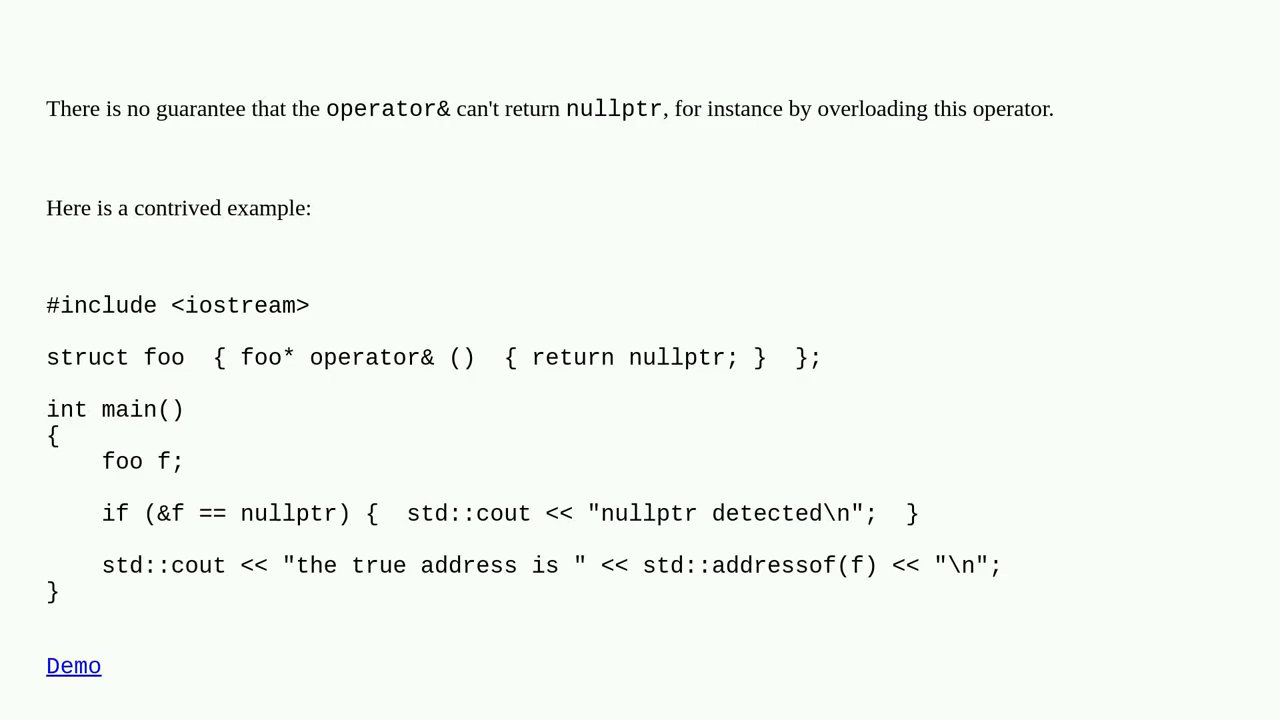 There is no guarantee that the operator& can't return nullptr, for instance by overloading this operator.
Here is a contrived example:
#include <iostream>
struct foo  { foo* operator& ()  { return nullptr; }  };
int main()
{
    foo f;
    if (&f == nullptr) {  std::cout << "nullptr detected\n";  }
    std::cout << "the true address is " << std::addressof(f) << "\n";
}
Demo